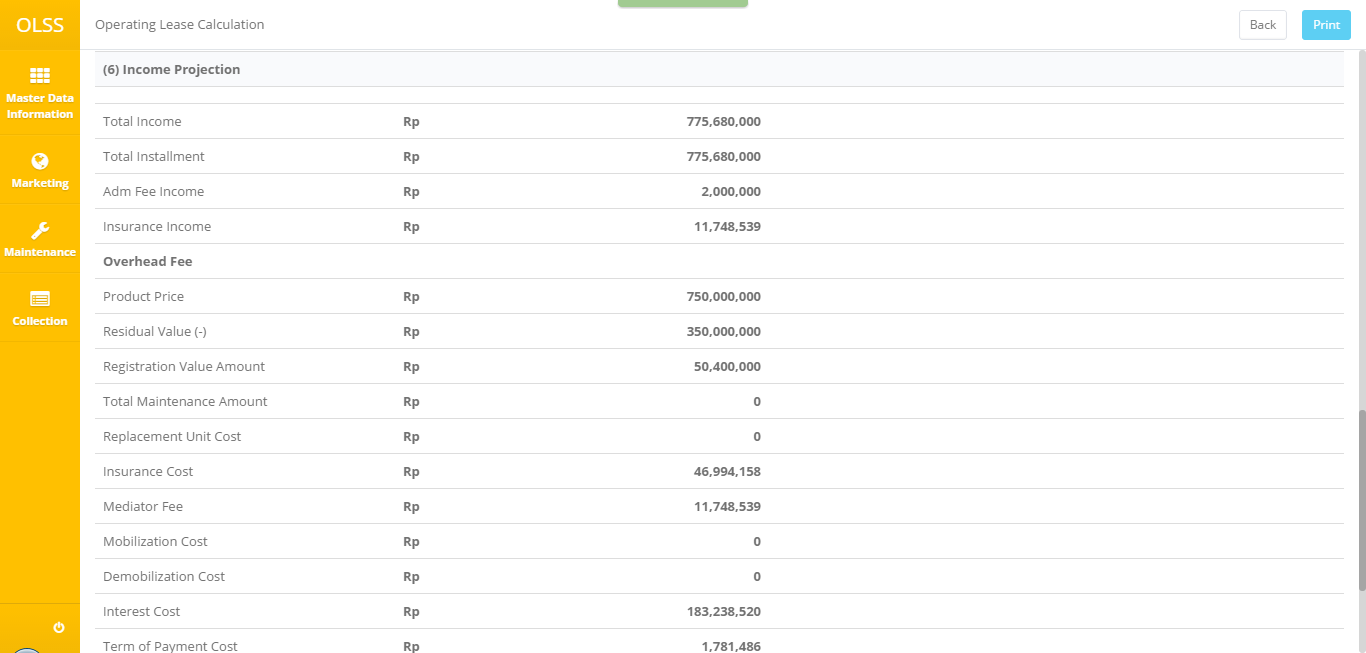 OLSS
Operating Lease Calculation
Back
Print
Master Data
Information
Marketing
Maintenance
Collection
(6) Income Projection
Total Income Rp 775,680,000
Total Installment Rp 775,680,000
Adm Fee Income Rp 2,000,000
Insurance Income Rp 11,748,539
Overhead Fee
Product Price Rp 750,000,000
Residual Value (-) Rp 350,000,000
Registration Value Amount Rp 50,400,000
Total Maintenance Amount Rp 0
Replacement Unit Cost Rp 0
Insurance Cost Rp 46,994,158
Mediator Fee Rp 11,748,539
Mobilization Cost Rp 0
Demobilization Cost Rp 0
Interest Cost Rp 183,238,520
Term of Payment Cost Rp 1,781,486